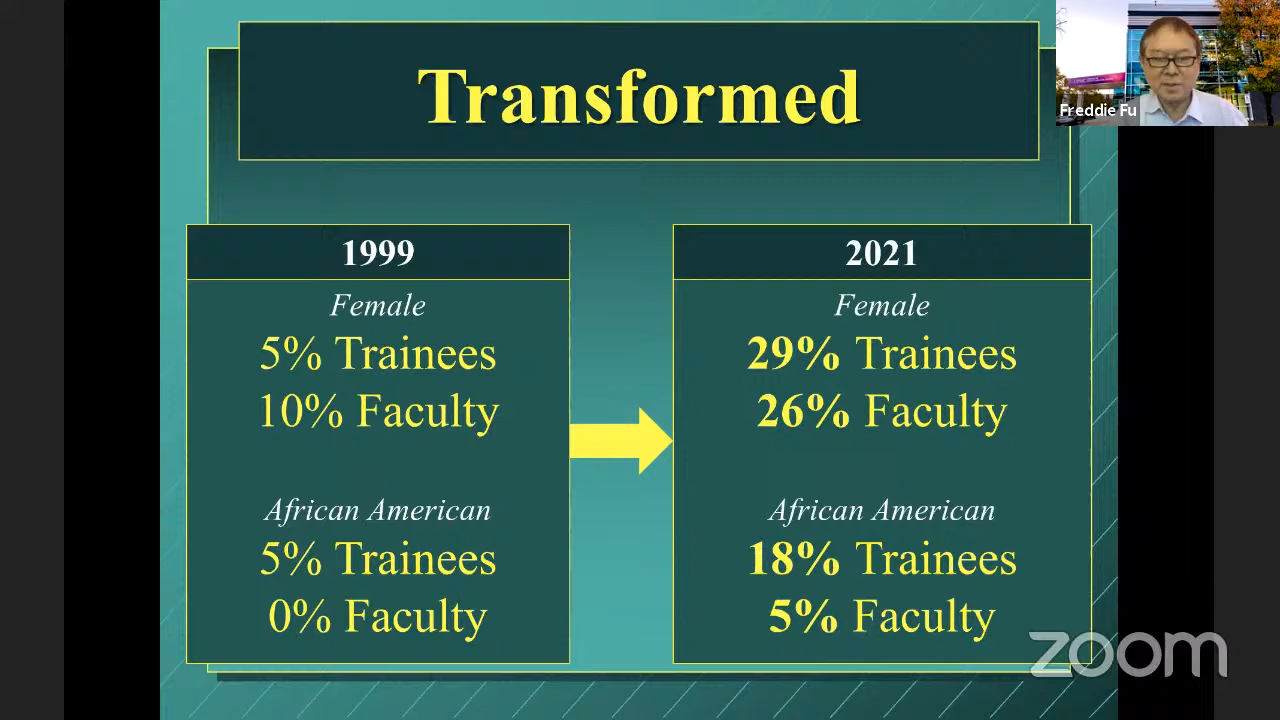 Transformed
Freddie Fu
1999
Female
5% Trainees
10% Faculty
African American
5% Trainees
0% Faculty
2021
Female
29% Trainees
26% Faculty
African American
18% Trainees
5% Faculty
zoom